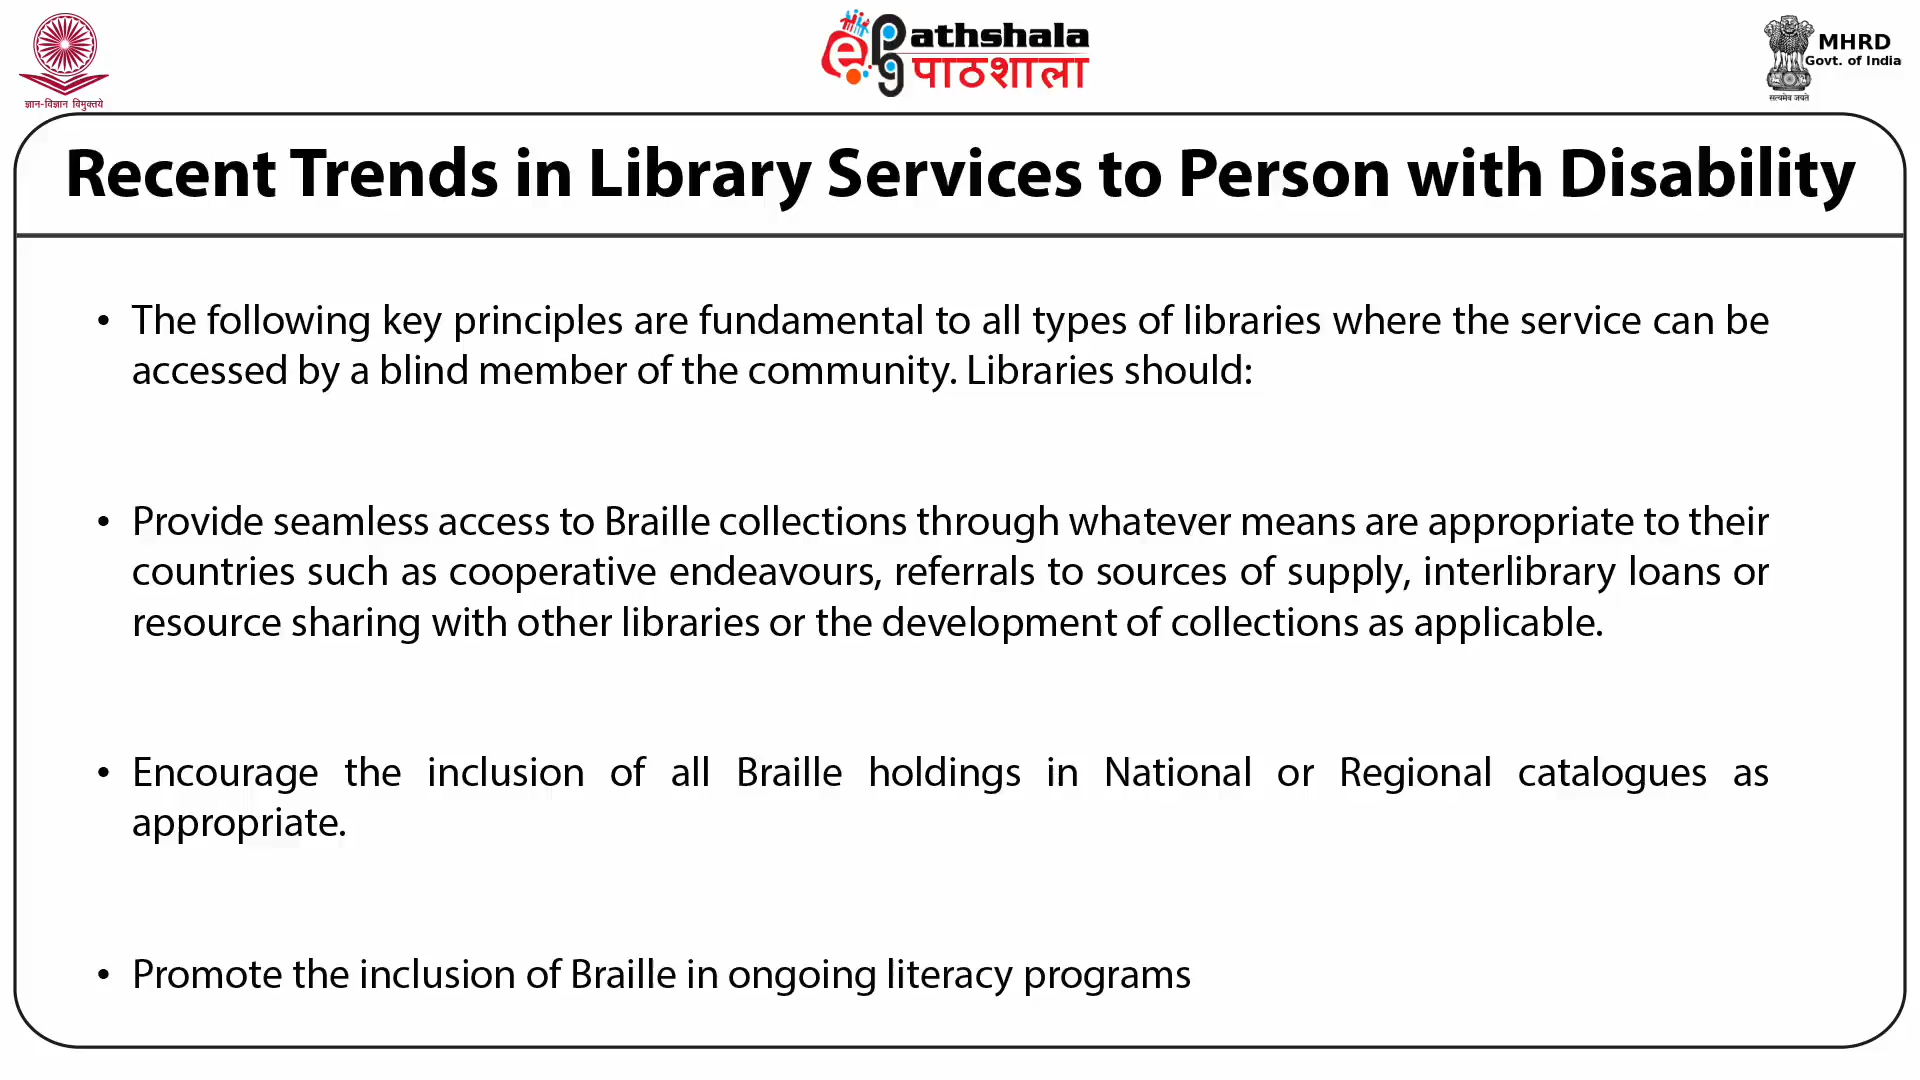 ज्ञान-विज्ञान विमुक्तये
ePathshala
पाठशाला
MHRD
Govt. of India
सत्यमेव जयते
Recent Trends in Library Services to Person with Disability
• The following key principles are fundamental to all types of libraries where the service can be
accessed by a blind member of the community. Libraries should:
• Provide seamless access to Braille collections through whatever means are appropriate to their
countries such as cooperative endeavours, referrals to sources of supply, interlibrary loans or
resource sharing with other libraries or the development of collections as applicable.
• Encourage the inclusion of all Braille holdings in National or Regional catalogues as
appropriate.
• Promote the inclusion of Braille in ongoing literacy programs